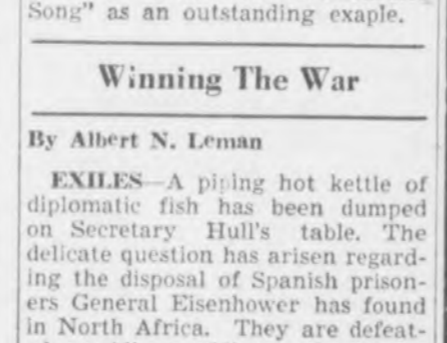 Song" as an outstanding exaple.
Winning The War
By Albert N. Leman
EXILES—A piping hot kettle of
diplomatic fish has been dumped
on Secretary Hull's table. The
delicate question has arisen regard-
ing the disposal of Spanish prison-
ers General Eisenhower has found
in North Africa. They are defeat-